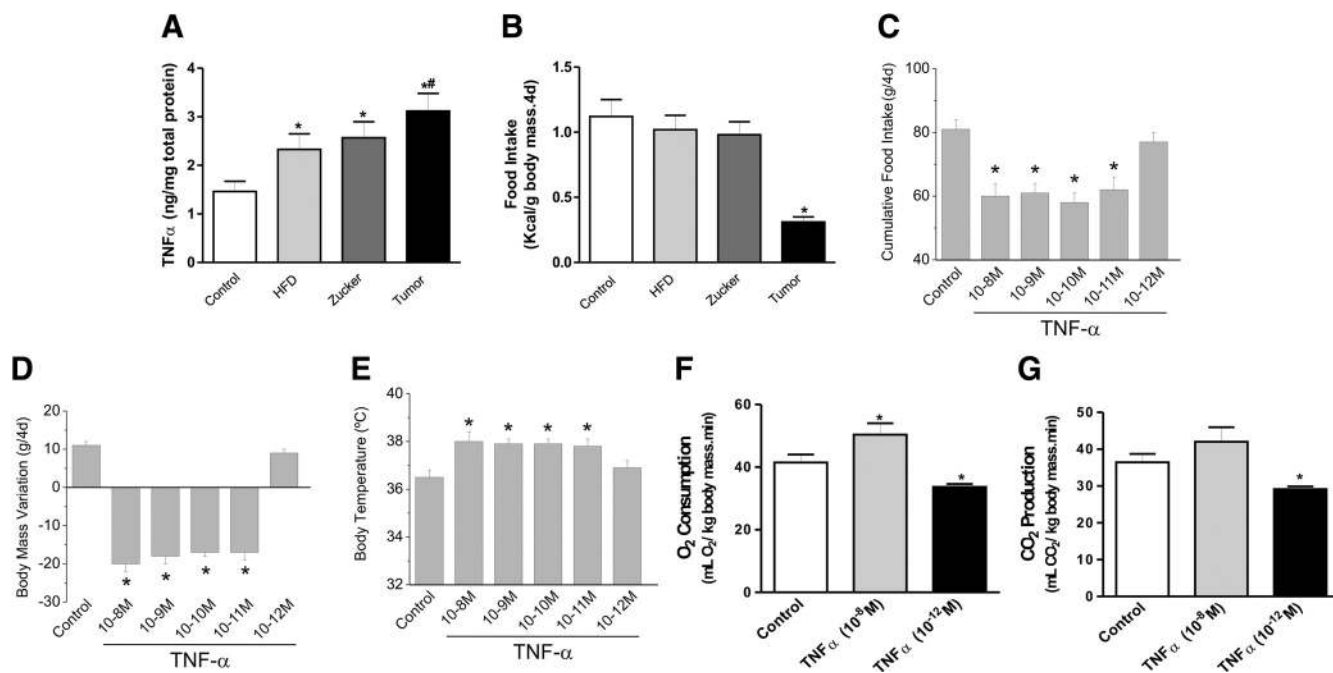 A
TNFα (ng/mg total protein)
4
3
2
1
0
*
*
*#
Control
HFD
Zucker
Tumor
B
Food Intake
(Kcal/g body mass.4d)
1.5
1.0
0.5
0.0
*
Control
HFD
Zucker
Tumor
C
Cumulative Food Intake (g/4d)
100
80
60
40
*
*
*
*
Control
10-8M
10-9M
10-10M
10-11M
10-12M
TNF-α
D
Body Mass Variation (g/4d)
20
10
0
-10
-20
-30
*
*
*
*
Control
10-8M
10-9M
10-10M
10-11M
10-12M
TNF-α
E
Body Temperature (ºC)
40
38
36
34
32
*
*
*
*
Control
10-8M
10-9M
10-10M
10-11M
10-12M
TNF-α
F
O₂ Consumption
(mL O₂/ kg body mass.min)
60
40
20
0
*
*
Control
TNFα (10⁻⁸M)
TNFα (10⁻¹²M)
G
CO₂ Production
(mL CO₂/ kg body mass.min)
50
40
30
20
10
0
*
Control
TNFα (10⁻⁸M)
TNFα (10⁻¹²M)